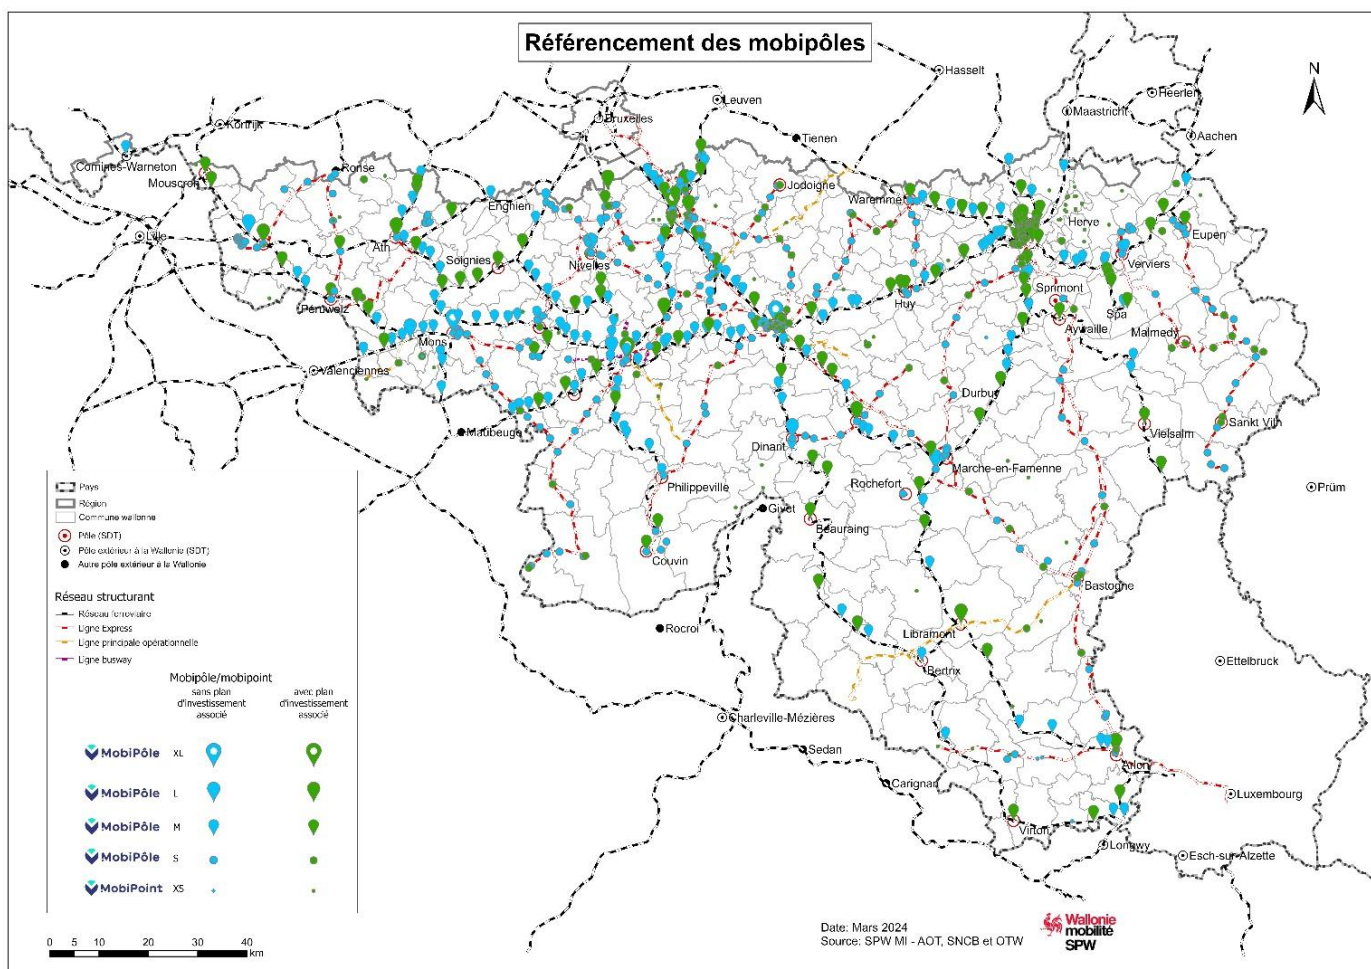 Référencement des mobipôles
N
Hasselt
Heerlen
Leuven
Maastricht
Kortrijk
Bruxelles
Tienen
Aachen
Comines-Warneton
Ronse
Mouscron
Jodoigne
Waremme
Enghien
Herve
Lille
Ath
Eupen
Soignies
Nivelles
Verviers
Sprimont
Péruwelz
Huy
Spa
Aywaille
Malmedy
Mons
Valenciennes
Durbuy
Maubeuge
Dinant
Vielsalm
Sankt Vith
Marche-en-Famenne
Philippeville
Rochefort
Prüm
Givet
Beauraing
Couvin
Bastogne
Rocroi
Libramont
Ettelbruck
Bertrix
Charleville-Mézières
Sedan
Arlon
Carignan
Luxembourg
Virton
Longwy
Esch-sur-Alzette
Pays
Région
Commune wallonne
Pôle (SDT)
Pôle extérieur à la Wallonie (SDT)
Autre pôle extérieur à la Wallonie
Réseau structurant
Réseau ferroviaire
Ligne Express
Ligne principale opérationnelle
Ligne busway
Mobipôle/mobipoint
sans plan d'investissement associé
avec plan d'investissement associé
MobiPôle XL
MobiPôle L
MobiPôle M
MobiPôle S
MobiPoint XS
0 5 10 20 30 40 km
Date: Mars 2024
Source: SPW MI - AOT, SNCB et OTW
Wallonie
mobilité
SPW